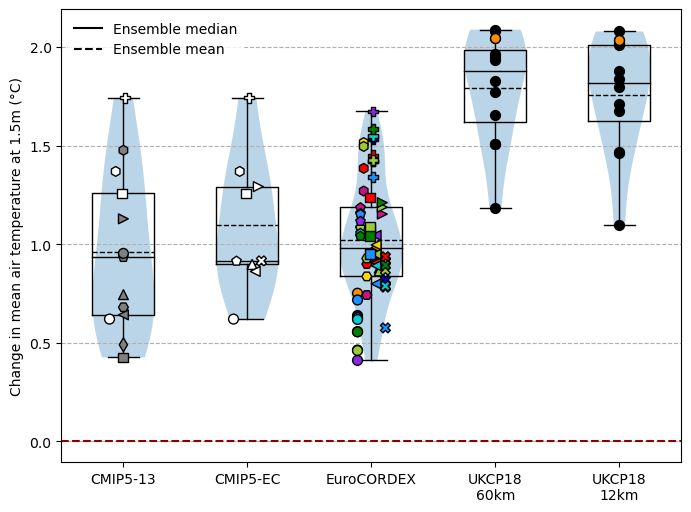 Ensemble median
Ensemble mean
Change in mean air temperature at 1.5m (°C)
2.0
1.5
1.0
0.5
0.0
CMIP5-13
CMIP5-EC
EuroCORDEX
UKCP18
60km
UKCP18
12km